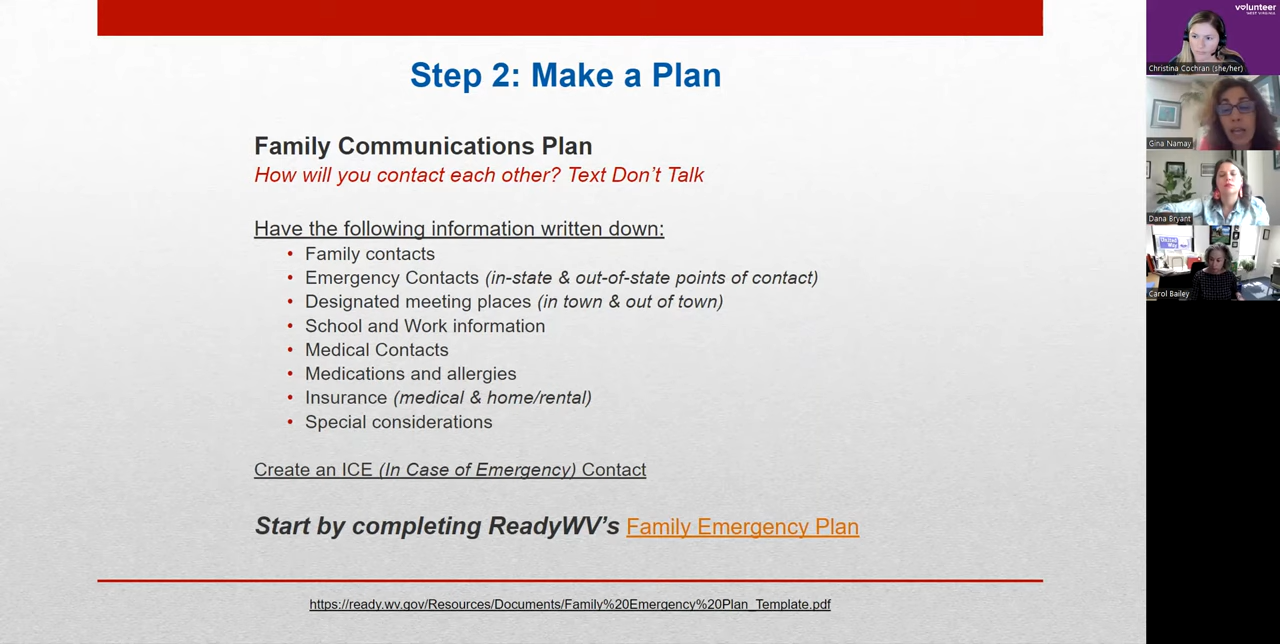 Step 2: Make a Plan
Family Communications Plan
How will you contact each other? Text Don't Talk
Have the following information written down:
• Family contacts
• Emergency Contacts (in-state & out-of-state points of contact)
• Designated meeting places (in town & out of town)
• School and Work information
• Medical Contacts
• Medications and allergies
• Insurance (medical & home/rental)
• Special considerations
Create an ICE (In Case of Emergency) Contact
Start by completing ReadyWV's Family Emergency Plan
https://ready.wv.gov/Resources/Documents/Family%20Emergency%20Plan_Template.pdf
volunteer
WEST VIRGINIA
Christina Cochran (she/her)
Gina Namay
Dana Bryant
United
Way
Carol Bailey